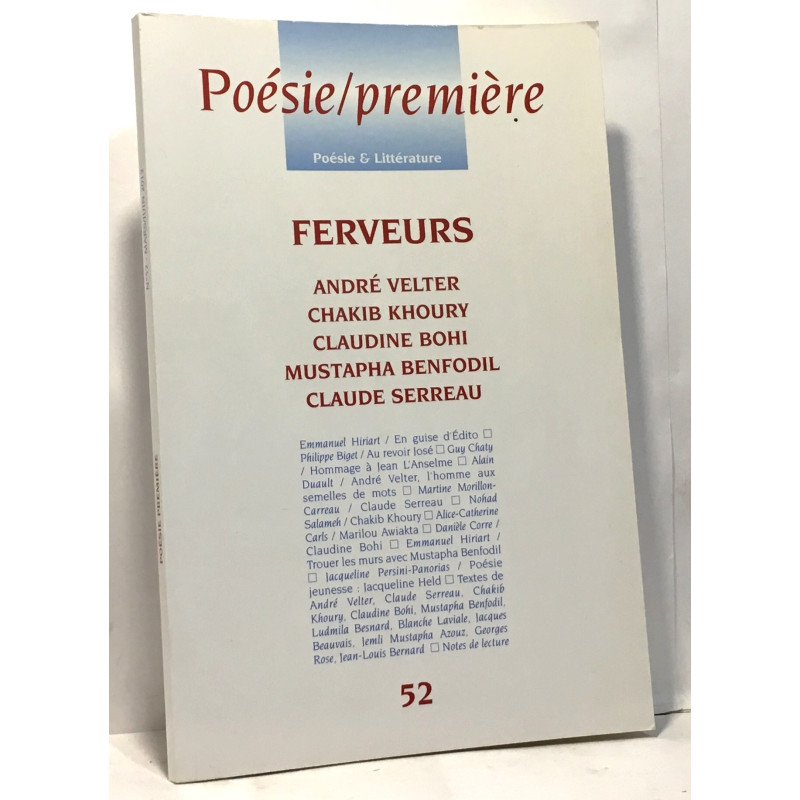 Poésie/première
Poésie & Littérature
FERVEURS
ANDRÉ VELTER
CHAKIB KHOURY
CLAUDINE BOHI
MUSTAPHA BENFODIL
CLAUDE SERREAU
Emmanuel Hiriart / En guise d'Édito □
Philippe Biget / Au revoir José □ Guy Chaty
/ Hommage à Jean L'Anselme □ Alain
Duault / André Velter, l'homme aux
semelles de mots □ Martine Morillon-
Carreau / Claude Serreau □ Nohad
Salameh / Chakib Khoury □ Alice-Catherine
Carls / Marilou Awiakta □ Danièle Corre /
Claudine Bohi □ Emmanuel Hiriart /
Trouer les murs avec Mustapha Benfodil
□ Jacqueline Persini-Panorias / Poésie
jeunesse : Jacqueline Held □ Textes de
André Velter, Claude Serreau, Chakib
Khoury, Claudine Bohi, Mustapha Benfodil,
Ludmila Besnard, Blanche Laviale, Jacques
Beauvais, Jemli Mustapha Azouz, Georges
Rose, Jean-Louis Bernard □ Notes de lecture
52
POÉSIE PREMIÈRE